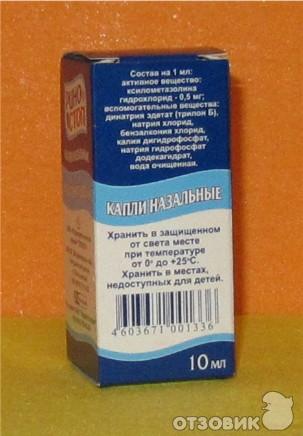 РИНО
СТОП
Состав на 1 мл:
активное вещество:
ксилометазолина
гидрохлорид - 0,5 мг;
вспомогательные вещества:
динатрия эдетат (трилон Б),
натрия хлорид,
бензалкония хлорид,
калия дигидрофосфат,
натрия гидрофосфат
додекагидрат,
вода очищенная.
КАПЛИ НАЗАЛЬНЫЕ
Хранить в защищенном
от света месте
при температуре
от 0° до +25°С.
Хранить в местах,
недоступных для детей.
4603671001336
10 мл
ОТЗОВИК